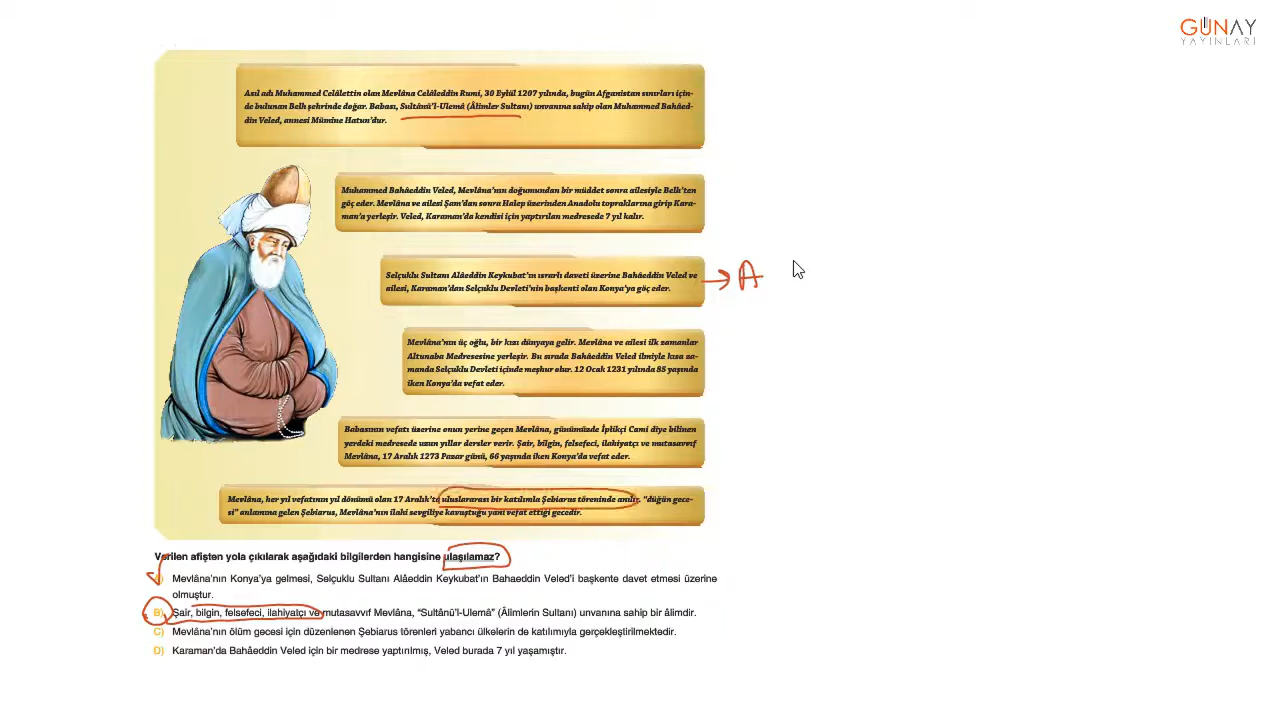 GÜNAY
YAYINLARI
Asıl adı Muhammed Celâlettin olan Mevlâna Celâleddin Rumi, 30 Eylül 1207 yılında, bugün Afganistan sınırları için-
de bulunan Belh şehrinde doğar. Babası, Sultânü'l-Ulemâ (Âlimler Sultanı) unvanına sahip olan Muhammed Bahâed-
din Veled, annesi Mümine Hatun'dur.
Muhammed Bahâeddin Veled, Mevlâna'nın doğumundan bir müddet sonra ailesiyle Belh'ten
göç eder. Mevlâna ve ailesi Şam'dan sonra Halep üzerinden Anadolu topraklarına girip Kara-
man'a yerleşir. Veled, Karaman'da kendisi için yaptırılan medresede 7 yıl kalır.
Selçuklu Sultanı Alâeddin Keykubat'ın ısrarlı daveti üzerine Bahâeddin Veled ve
ailesi, Karaman'dan Selçuklu Devleti'nin başkenti olan Konya'ya göç eder.
→ A
Mevlâna'nın üç oğlu, bir kızı dünyaya gelir. Mevlâna ve ailesi ilk zamanlar
Altunaba Medresesine yerleşir. Bu sırada Bahâeddin Veled ilmiyle kısa za-
manda Selçuklu Devleti içinde meşhur olur. 12 Ocak 1231 yılında 85 yaşında
iken Konya'da vefat eder.
Babasının vefatı üzerine onun yerine geçen Mevlâna, günümüzde İplikçi Cami diye bilinen
yerdeki medresede uzun yıllar dersler verir. Şair, bilgin, felsefeci, ilahiyatçı ve mutasavvıf
Mevlâna, 17 Aralık 1273 Pazar günü, 66 yaşında iken Konya'da vefat eder.
Mevlâna, her yıl vefatının yıl dönümü olan 17 Aralık'ta uluslararası bir katılımla Şebiarus töreninde anılır. "düğün gece-
si" anlamına gelen Şebiarus, Mevlâna'nın ilahi sevgiliye kavuştuğu yani vefat ettiği gecedir.
Verilen afişten yola çıkılarak aşağıdaki bilgilerden hangisine ulaşılamaz?
Mevlâna'nın Konya'ya gelmesi, Selçuklu Sultanı Alâeddin Keykubat'ın Bahaeddin Veled'i başkente davet etmesi üzerine
olmuştur.
B) Şair, bilgin, felsefeci, ilahiyatçı ve mutasavvıf Mevlâna, "Sultânü'l-Ulemâ" (Âlimlerin Sultanı) unvanına sahip bir âlimdir.
C) Mevlâna'nın ölüm gecesi için düzenlenen Şebiarus törenleri yabancı ülkelerin de katılımıyla gerçekleştirilmektedir.
D) Karaman'da Bahâeddin Veled için bir medrese yaptırılmış, Veled burada 7 yıl yaşamıştır.